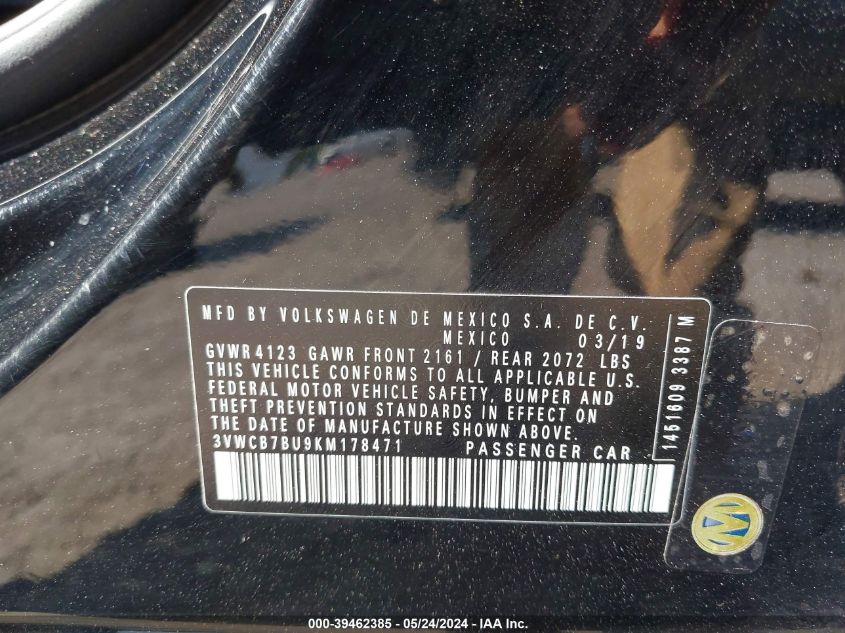 MFD BY VOLKSWAGEN DE MEXICO S.A. DE C.V.
MEXICO 03/19
GVWR 4123 GAWR FRONT 2161 / REAR 2072 LBS
THIS VEHICLE CONFORMS TO ALL APPLICABLE U.S.
FEDERAL MOTOR VEHICLE SAFETY, BUMPER AND
THEFT PREVENTION STANDARDS IN EFFECT ON
THE DATE OF MANUFACTURE SHOWN ABOVE.
3VWCB7BU9KM178471 PASSENGER CAR
1451609 3387 M
000-39462385 - 05/24/2024 - IAA Inc.